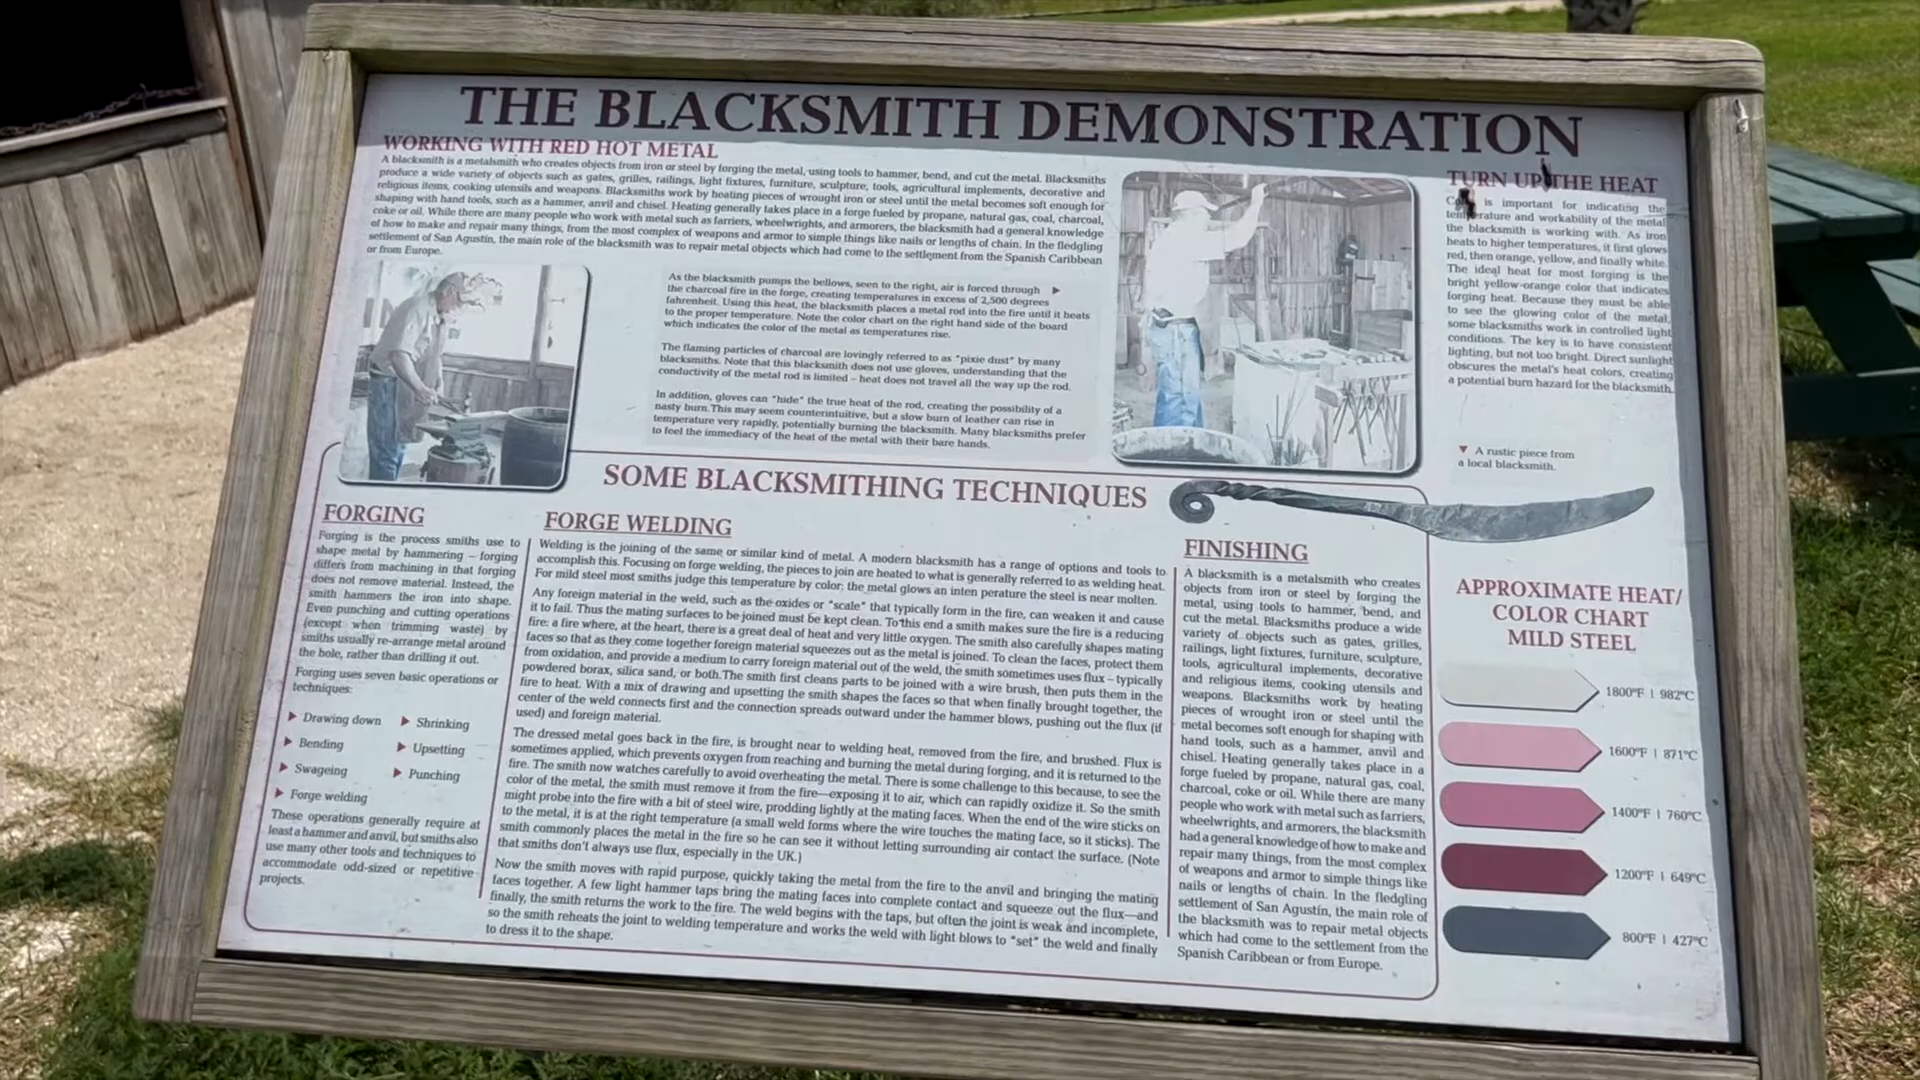 THE BLACKSMITH DEMONSTRATION
WORKING WITH RED HOT METAL
A blacksmith is a metalsmith who creates objects from iron or steel by forging the metal, using tools to hammer, bend, and cut the metal. Blacksmiths
produce a wide variety of objects such as gates, grilles, railings, light fixtures, furniture, sculpture, tools, agricultural implements, decorative and
religious items, cooking utensils and weapons. Blacksmiths work by heating pieces of wrought iron or steel until the metal becomes soft enough for
shaping with hand tools, such as a hammer, anvil and chisel. Heating generally takes place in a forge fueled by propane, natural gas, coal, charcoal,
coke or oil. While there are many people who work with metal such as farriers, wheelwrights, and armorers, the blacksmith had a general knowledge
of how to make and repair many things, from the most complex of weapons and armor to simple things like nails or lengths of chain. In the fledgling
settlement of San Agustín, the main role of the blacksmith was to repair metal objects which had come to the settlement from the Spanish Caribbean
or from Europe.
As the blacksmith pumps the bellows, seen to the right, air is forced through
the charcoal fire in the forge, creating temperatures in excess of 2,500 degrees
fahrenheit. Using this heat, the blacksmith places a metal rod into the fire until it heats
to the proper temperature. Note the color chart on the right hand side of the board
which indicates the color of the metal as temperatures rise.
The flaming particles of charcoal are lovingly referred to as "pixie dust" by many
blacksmiths. Note that this blacksmith does not use gloves, understanding that the
conductivity of the metal rod is limited – heat does not travel all the way up the rod.
In addition, gloves can "hide" the true heat of the rod, creating the possibility of a
nasty burn. This may seem counterintuitive, but a slow burn of leather can rise in
temperature very rapidly, potentially burning the blacksmith. Many blacksmiths prefer
to feel the immediacy of the heat of the metal with their bare hands.
TURN UP THE HEAT
is important for indicating the
temperature and workability of the metal
the blacksmith is working with. As iron
heats to higher temperatures, it first glows
red, then orange, yellow, and finally white.
The ideal heat for most forging is the
bright yellow-orange color that indicates
forging heat. Because they must be able
to see the glowing color of the metal,
some blacksmiths work in controlled light
conditions. The key is to have consistent
lighting, but not too bright. Direct sunlight
obscures the metal's heat colors, creating
a potential burn hazard for the blacksmith.
A rustic piece from
a local blacksmith.
SOME BLACKSMITHING TECHNIQUES
FORGING
Forging is the process smiths use to
shape metal by hammering – forging
differs from machining in that forging
does not remove material. Instead, the
smith hammers the iron into shape.
Even punching and cutting operations
(except when trimming waste) by
smiths usually re-arrange metal around
the hole, rather than drilling it out.
Forging uses seven basic operations or
techniques:
Drawing down
Shrinking
Bending
Upsetting
Swageing
Punching
Forge welding
These operations generally require at
least a hammer and anvil, but smiths also
use many other tools and techniques to
accommodate odd-sized or repetitive
projects.
FORGE WELDING
Welding is the joining of the same or similar kind of metal. A modern blacksmith has a range of options and tools to
accomplish this. Focusing on forge welding, the pieces to join are heated to what is generally referred to as welding heat.
For mild steel most smiths judge this temperature by color: the metal glows an inten perature the steel is near molten.
Any foreign material in the weld, such as the oxides or "scale" that typically form in the fire, can weaken it and cause
it to fail. Thus the mating surfaces to be joined must be kept clean. To this end a smith makes sure the fire is a reducing
fire: a fire where, at the heart, there is a great deal of heat and very little oxygen. The smith also carefully shapes mating
faces so that as they come together foreign material squeezes out as the metal is joined. To clean the faces, protect them
from oxidation, and provide a medium to carry foreign material out of the weld, the smith sometimes uses flux – typically
powdered borax, silica sand, or both. The smith first cleans parts to be joined with a wire brush, then puts them in the
fire to heat. With a mix of drawing and upsetting the smith shapes the faces so that when finally brought together, the
center of the weld connects first and the connection spreads outward under the hammer blows, pushing out the flux (if
used) and foreign material.
The dressed metal goes back in the fire, is brought near to welding heat, removed from the fire, and brushed. Flux is
sometimes applied, which prevents oxygen from reaching and burning the metal during forging, and it is returned to the
fire. The smith now watches carefully to avoid overheating the metal. There is some challenge to this because, to see the
color of the metal, the smith must remove it from the fire—exposing it to air, which can rapidly oxidize it. So the smith
might probe into the fire with a bit of steel wire, prodding lightly at the mating faces. When the end of the wire sticks on
to the metal, it is at the right temperature (a small weld forms where the wire touches the mating face, so it sticks). The
smith commonly places the metal in the fire so he can see it without letting surrounding air contact the surface. (Note
that smiths don't always use flux, especially in the UK.)
Now the smith moves with rapid purpose, quickly taking the metal from the fire to the anvil and bringing the mating
faces together. A few light hammer taps bring the mating faces into complete contact and squeeze out the flux—and
finally, the smith returns the work to the fire. The weld begins with the taps, but often the joint is weak and incomplete,
so the smith reheats the joint to welding temperature and works the weld with light blows to "set" the weld and finally
to dress it to the shape.
FINISHING
A blacksmith is a metalsmith who creates
objects from iron or steel by forging the
metal, using tools to hammer, bend, and
cut the metal. Blacksmiths produce a wide
variety of objects such as gates, grilles,
railings, light fixtures, furniture, sculpture,
tools, agricultural implements, decorative
and religious items, cooking utensils and
weapons. Blacksmiths work by heating
pieces of wrought iron or steel until the
metal becomes soft enough for shaping with
hand tools, such as a hammer, anvil and
chisel. Heating generally takes place in a
forge fueled by propane, natural gas, coal,
charcoal, coke or oil. While there are many
people who work with metal such as farriers,
wheelwrights, and armorers, the blacksmith
had a general knowledge of how to make and
repair many things, from the most complex
of weapons and armor to simple things like
nails or lengths of chain. In the fledgling
settlement of San Agustín, the main role of
the blacksmith was to repair metal objects
which had come to the settlement from the
Spanish Caribbean or from Europe.
APPROXIMATE HEAT/
COLOR CHART
MILD STEEL
1800°F | 982°C
1600°F | 871°C
1400°F | 760°C
1200°F | 649°C
800°F | 427°C